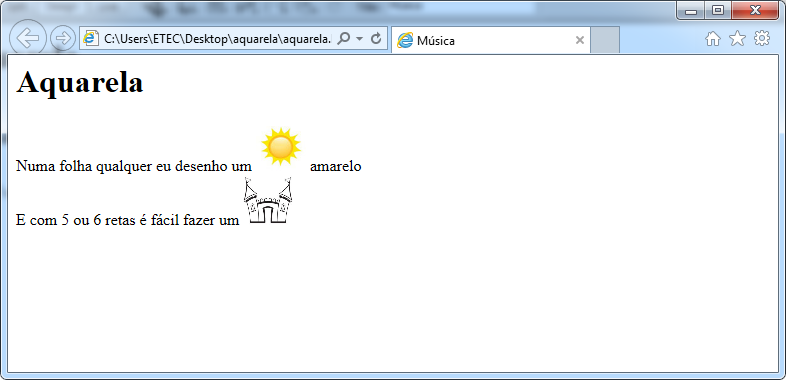 C:\Users\ETEC\Desktop\aquarela\aquarela.
Música
Aquarela
Numa folha qualquer eu desenho um amarelo
E com 5 ou 6 retas é fácil fazer um